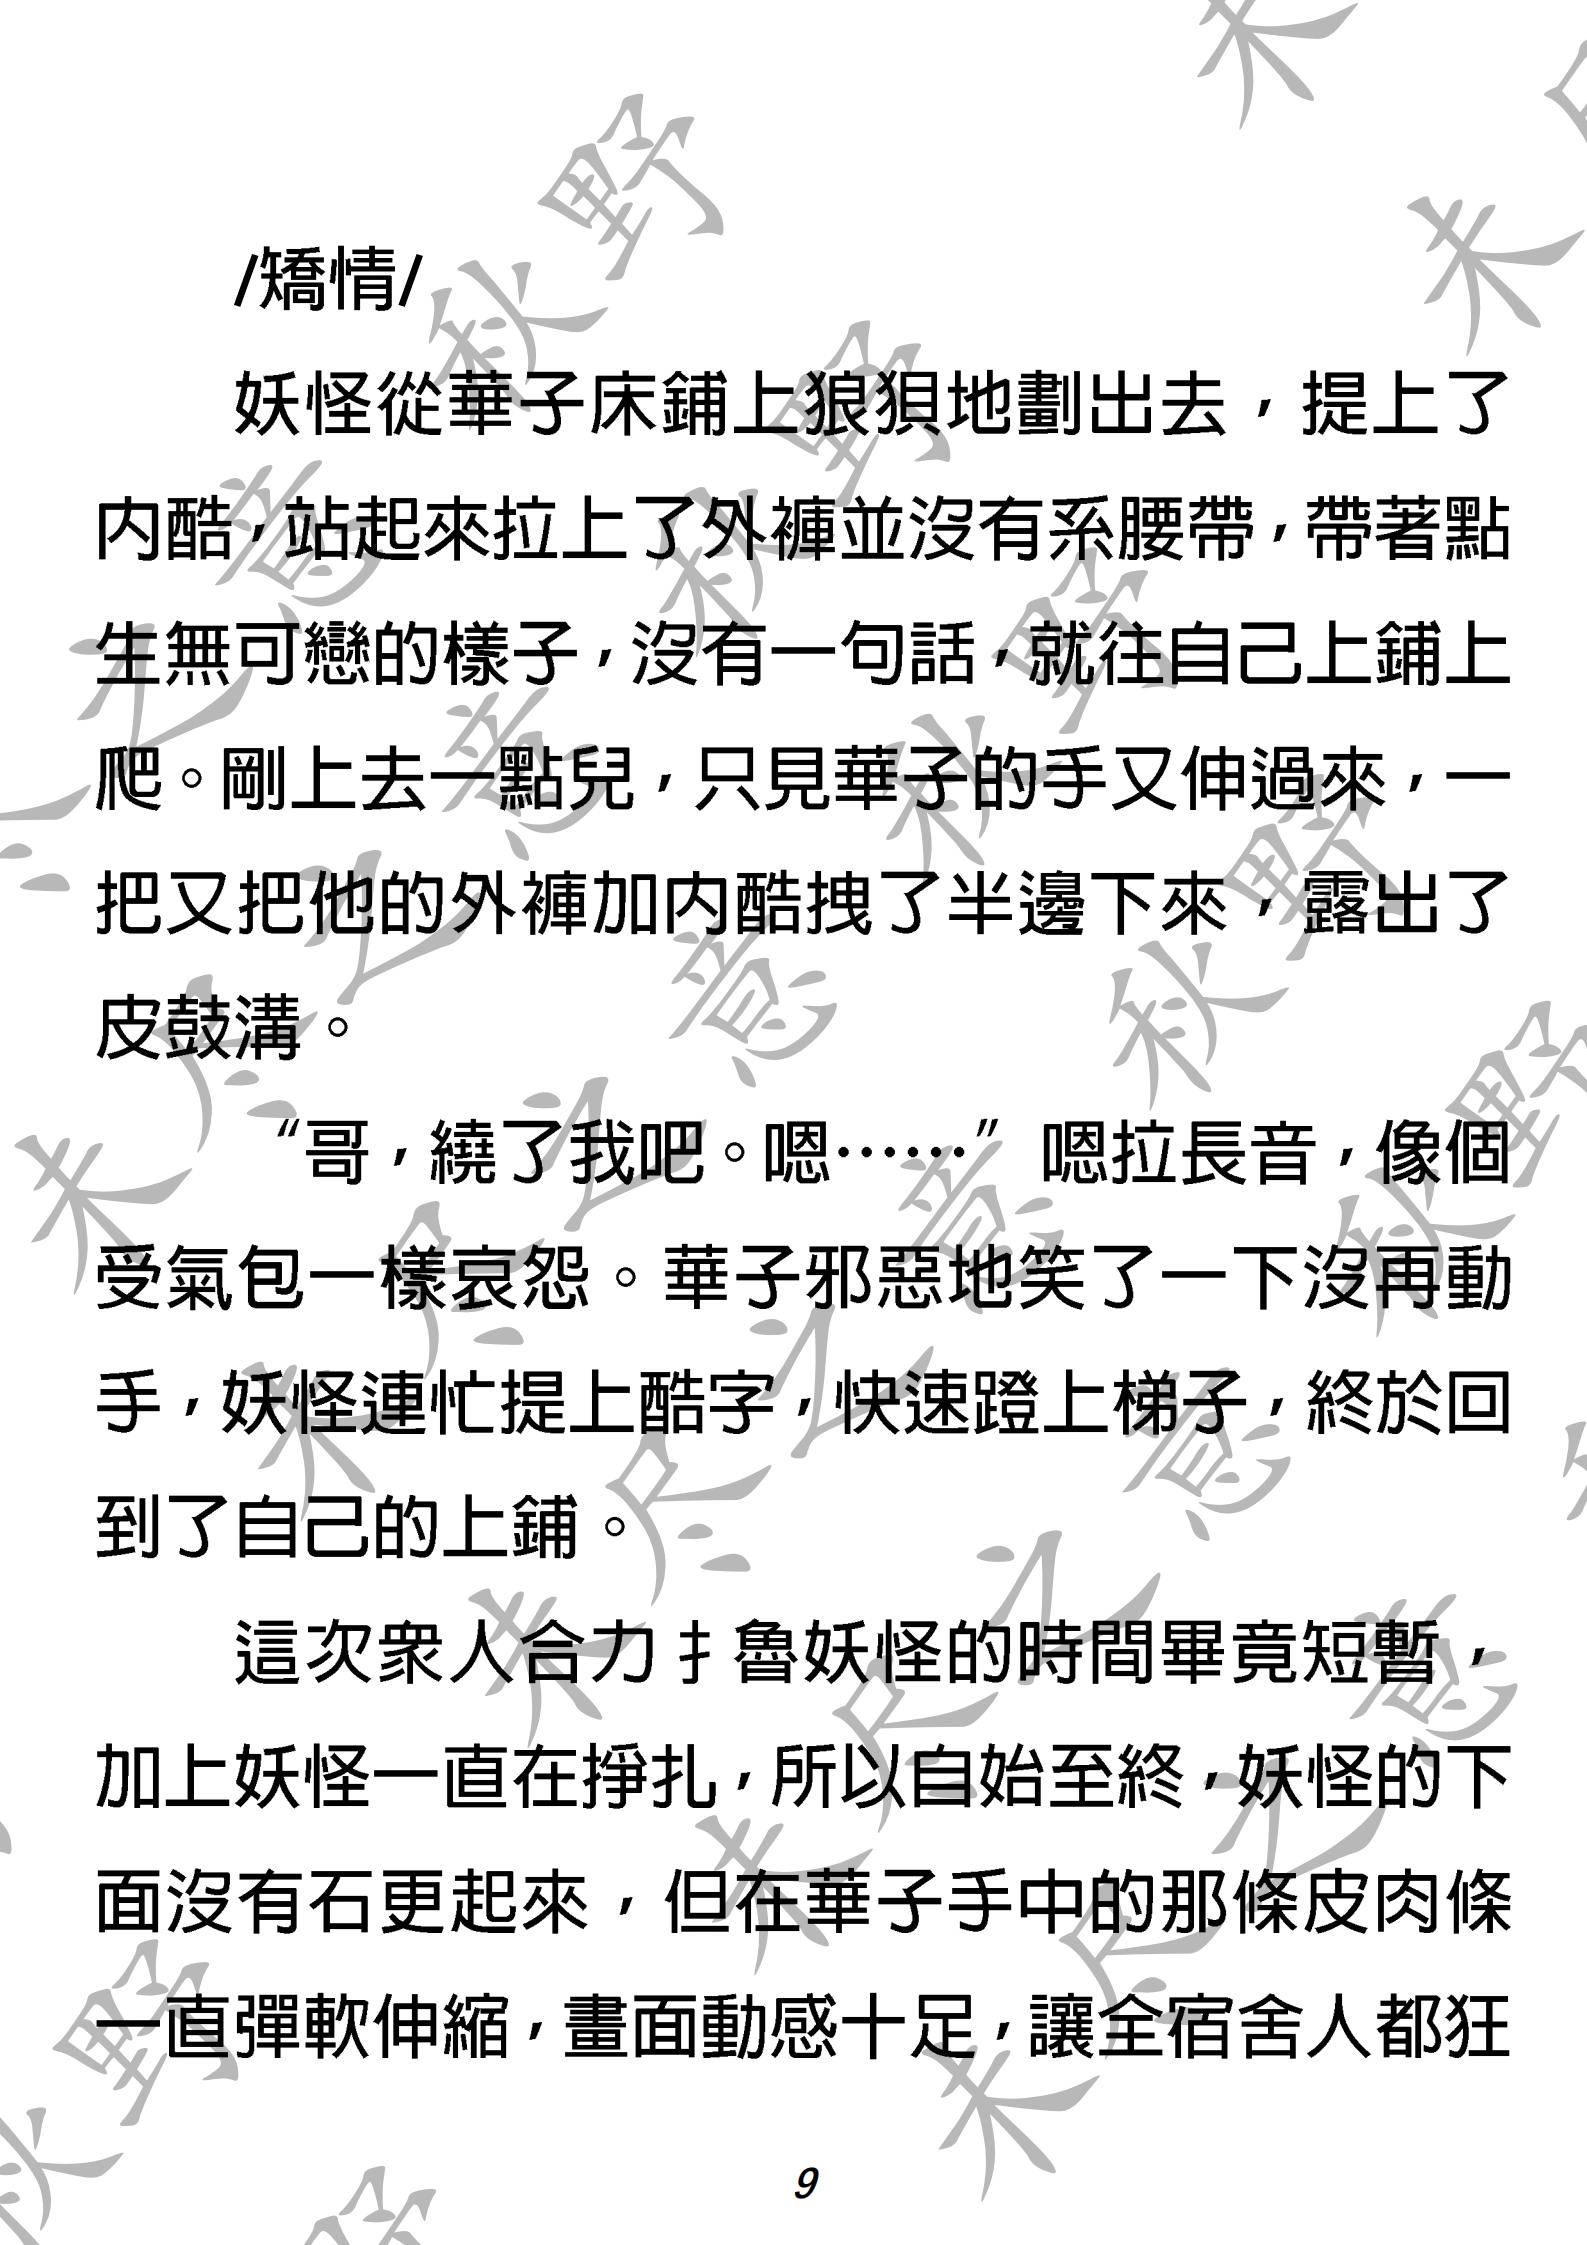 /矯情/
妖怪從華子床鋪上狼狽地劃出去，提上了
内酷，站起來拉上了外褲並沒有系腰帶，帶著點
生無可戀的樣子，沒有一句話，就往自己上鋪上
爬。剛上去一點兒，只見華子的手又伸過來，一
把又把他的外褲加内酷拽了半邊下來，露出了
皮鼓溝。
“哥，繞了我吧。嗯……” 嗯拉長音，像個
受氣包一樣哀怨。華子邪惡地笑了一下沒再動
手，妖怪連忙提上酷字，快速蹬上梯子，終於回
到了自己的上鋪。
這次衆人合力扌魯妖怪的時間畢竟短暫，
加上妖怪一直在掙扎，所以自始至終，妖怪的下
面沒有石更起來，但在華子手中的那條皮肉條
一直彈軟伸縮，畫面動感十足，讓全宿舍人都狂
9
未尽之意 秋野